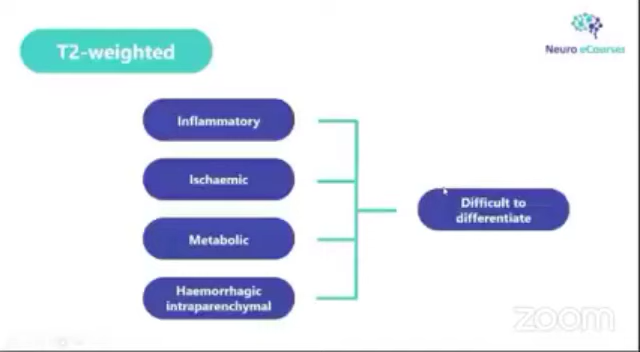 T2-weighted
Neuro eCourses
Inflammatory
Ischaemic
Metabolic
Haemorrhagic
intraparenchymal
Difficult to
differentiate
zoom